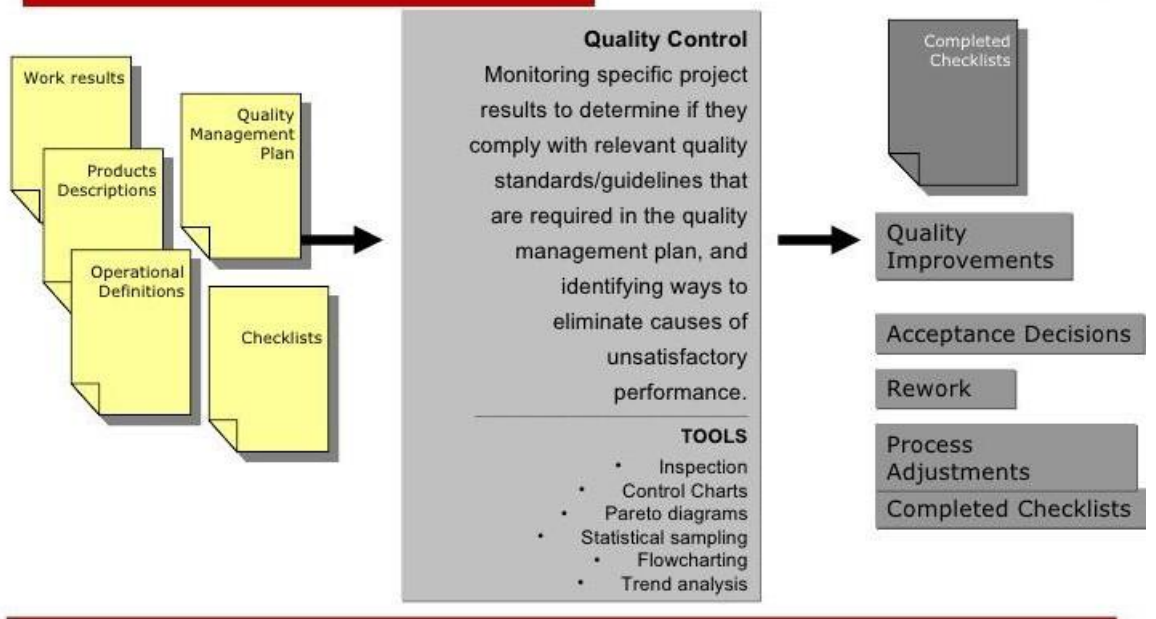 Work results
Products
Descriptions
Operational
Definitions
Quality
Management
Plan
Checklists
Quality Control
Monitoring specific project
results to determine if they
comply with relevant quality
standards/guidelines that
are required in the quality
management plan, and
identifying ways to
eliminate causes of
unsatisfactory
performance.
TOOLS
• Inspection
• Control Charts
• Pareto diagrams
• Statistical sampling
• Flowcharting
• Trend analysis
Completed
Checklists
Quality
Improvements
Acceptance Decisions
Rework
Process
Adjustments
Completed Checklists